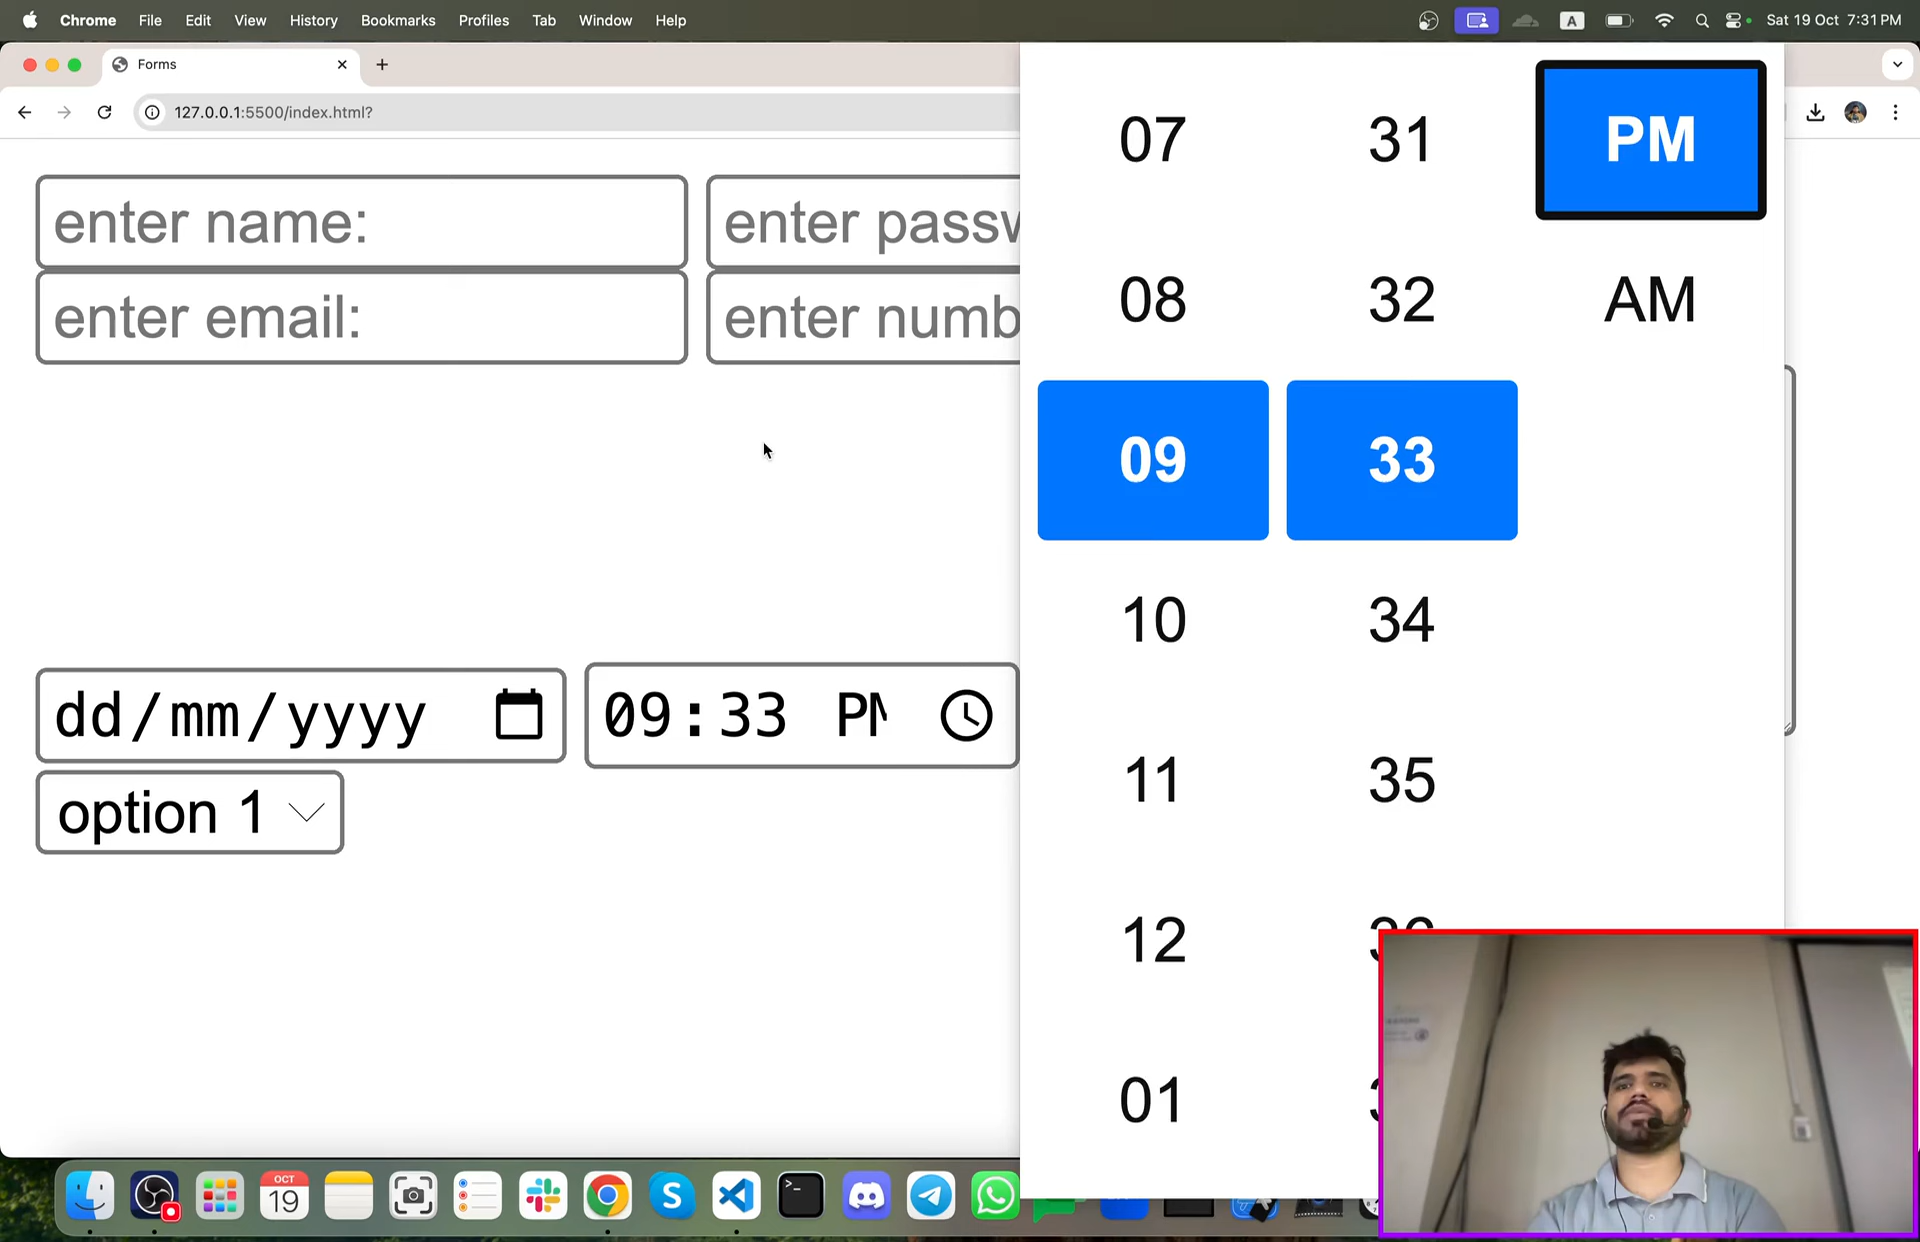 Chrome File Edit View History Bookmarks Profiles Tab Window Help A Sat 19 Oct 7:31 PM
Forms
127.0.0.1:5500/index.html?
07 31 PM
enter name: enter passw
08 32 AM
enter email: enter numb
09 33
10 34
dd/mm/yyyy 09:33 PM
11 35
option 1
12
01
OCT
19
S